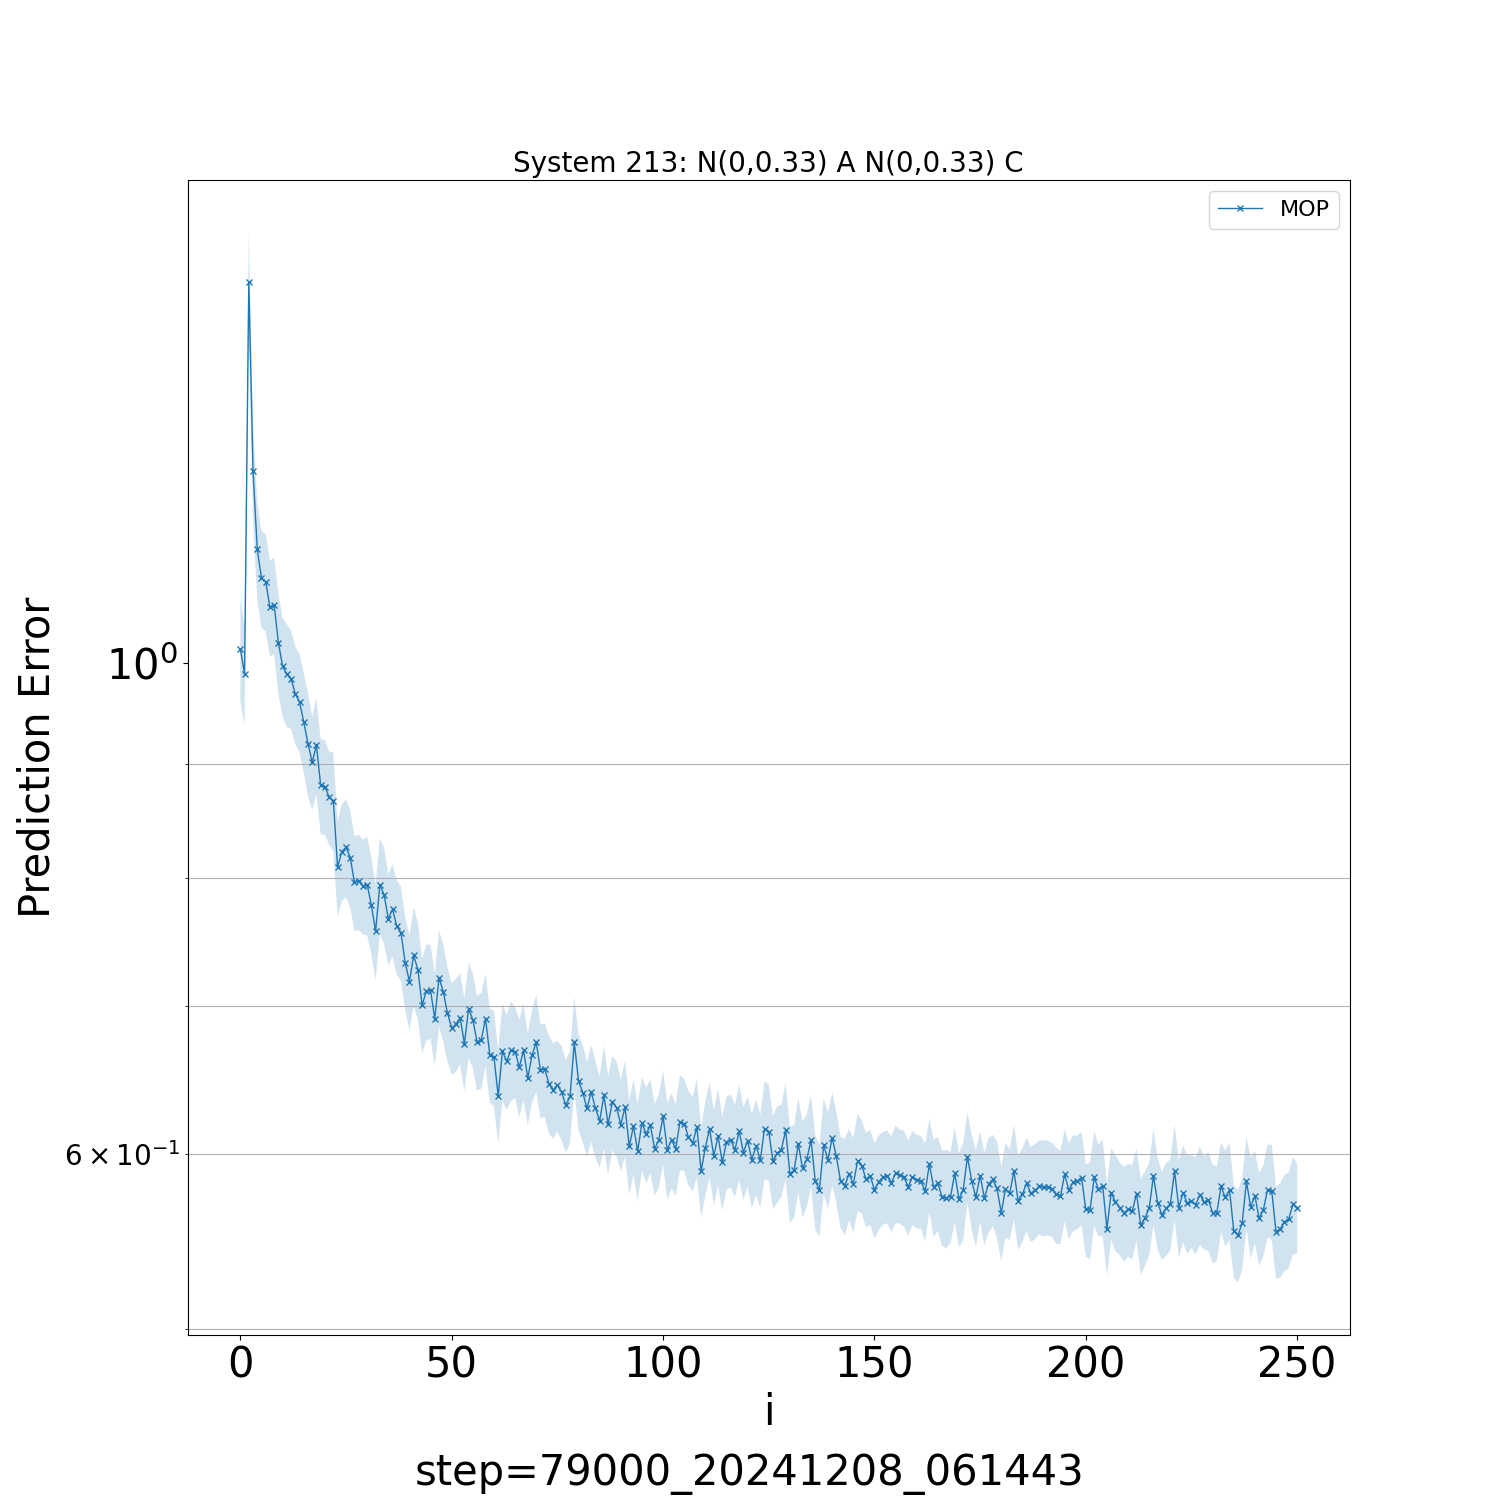 System 213: N(0,0.33) A N(0,0.33) C
MOP
Prediction Error
10⁰
6 × 10⁻¹
0 50 100 150 200 250
i
step=79000_20241208_061443